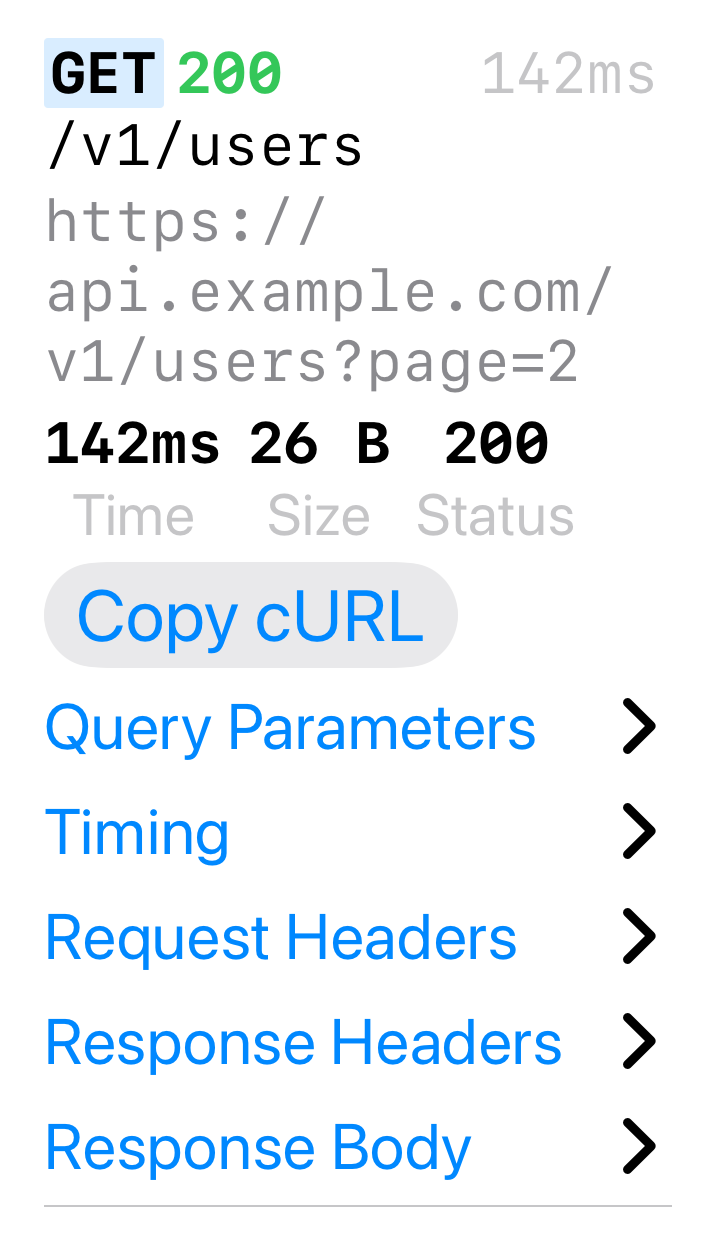 GET 200 142ms
/v1/users
https://
api.example.com/
v1/users?page=2
142ms 26 B 200
Time Size Status
Copy cURL
Query Parameters
Timing
Request Headers
Response Headers
Response Body